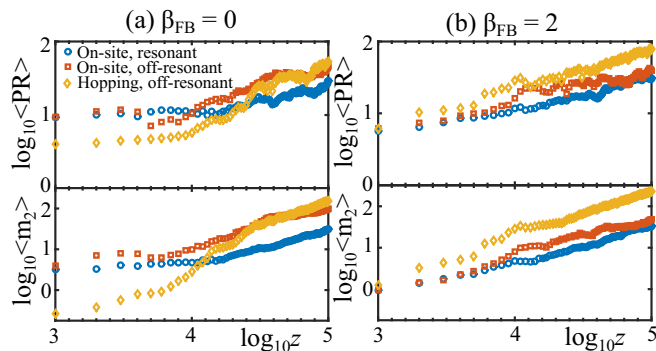 (a) β_FB = 0
(b) β_FB = 2
2
1
0
log₁₀<PR>
On-site, resonant
On-site, off-resonant
Hopping, off-resonant
2
1
0
log₁₀<PR>
2
1
0
log₁₀<m₂>
3
4
5
log₁₀z
2
1
0
log₁₀<m₂>
3
4
5
log₁₀z